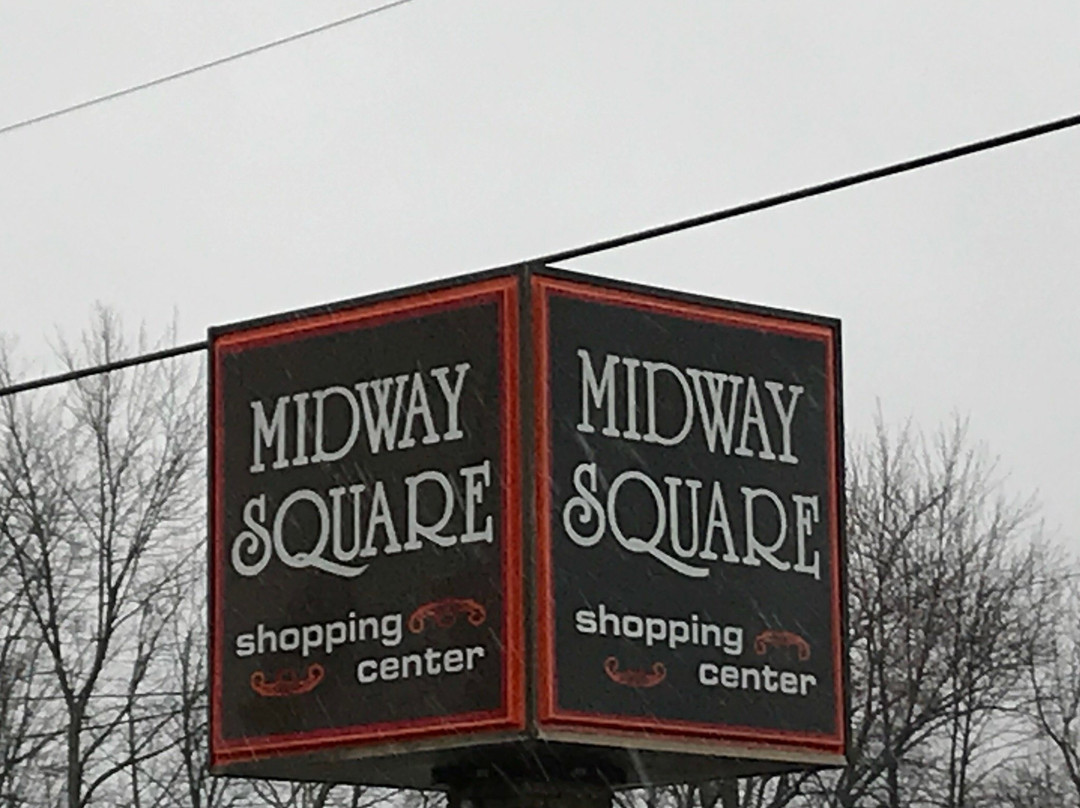 MIDWAY
SQUARE
shopping
center
MIDWAY
SQUARE
shopping
center